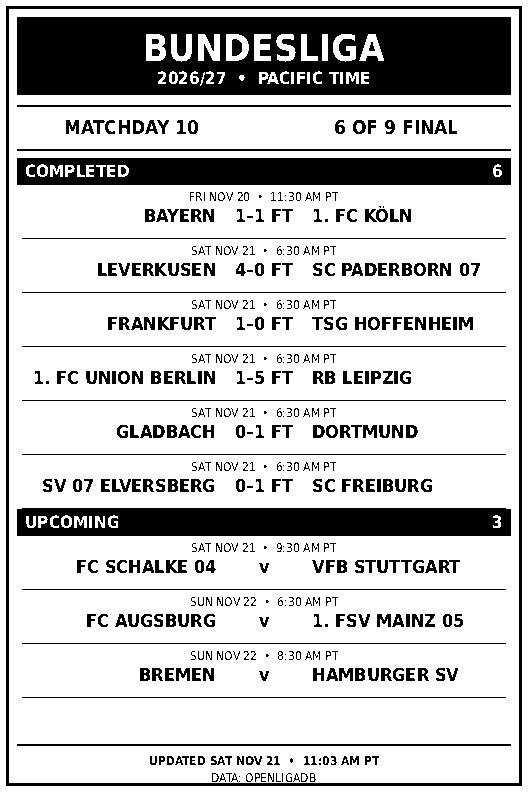 BUNDESLIGA
2026/27 • PACIFIC TIME
MATCHDAY 10 6 OF 9 FINAL
COMPLETED 6
FRI NOV 20 • 11:30 AM PT
BAYERN 1–1 FT 1. FC KÖLN
SAT NOV 21 • 6:30 AM PT
LEVERKUSEN 4–0 FT SC PADERBORN 07
SAT NOV 21 • 6:30 AM PT
FRANKFURT 1–0 FT TSG HOFFENHEIM
SAT NOV 21 • 6:30 AM PT
1. FC UNION BERLIN 1–5 FT RB LEIPZIG
SAT NOV 21 • 6:30 AM PT
GLADBACH 0–1 FT DORTMUND
SAT NOV 21 • 6:30 AM PT
SV 07 ELVERSBERG 0–1 FT SC FREIBURG
UPCOMING 3
SAT NOV 21 • 9:30 AM PT
FC SCHALKE 04 v VFB STUTTGART
SUN NOV 22 • 6:30 AM PT
FC AUGSBURG v 1. FSV MAINZ 05
SUN NOV 22 • 8:30 AM PT
BREMEN v HAMBURGER SV
UPDATED SAT NOV 21 • 11:03 AM PT
DATA: OPENLIGADB